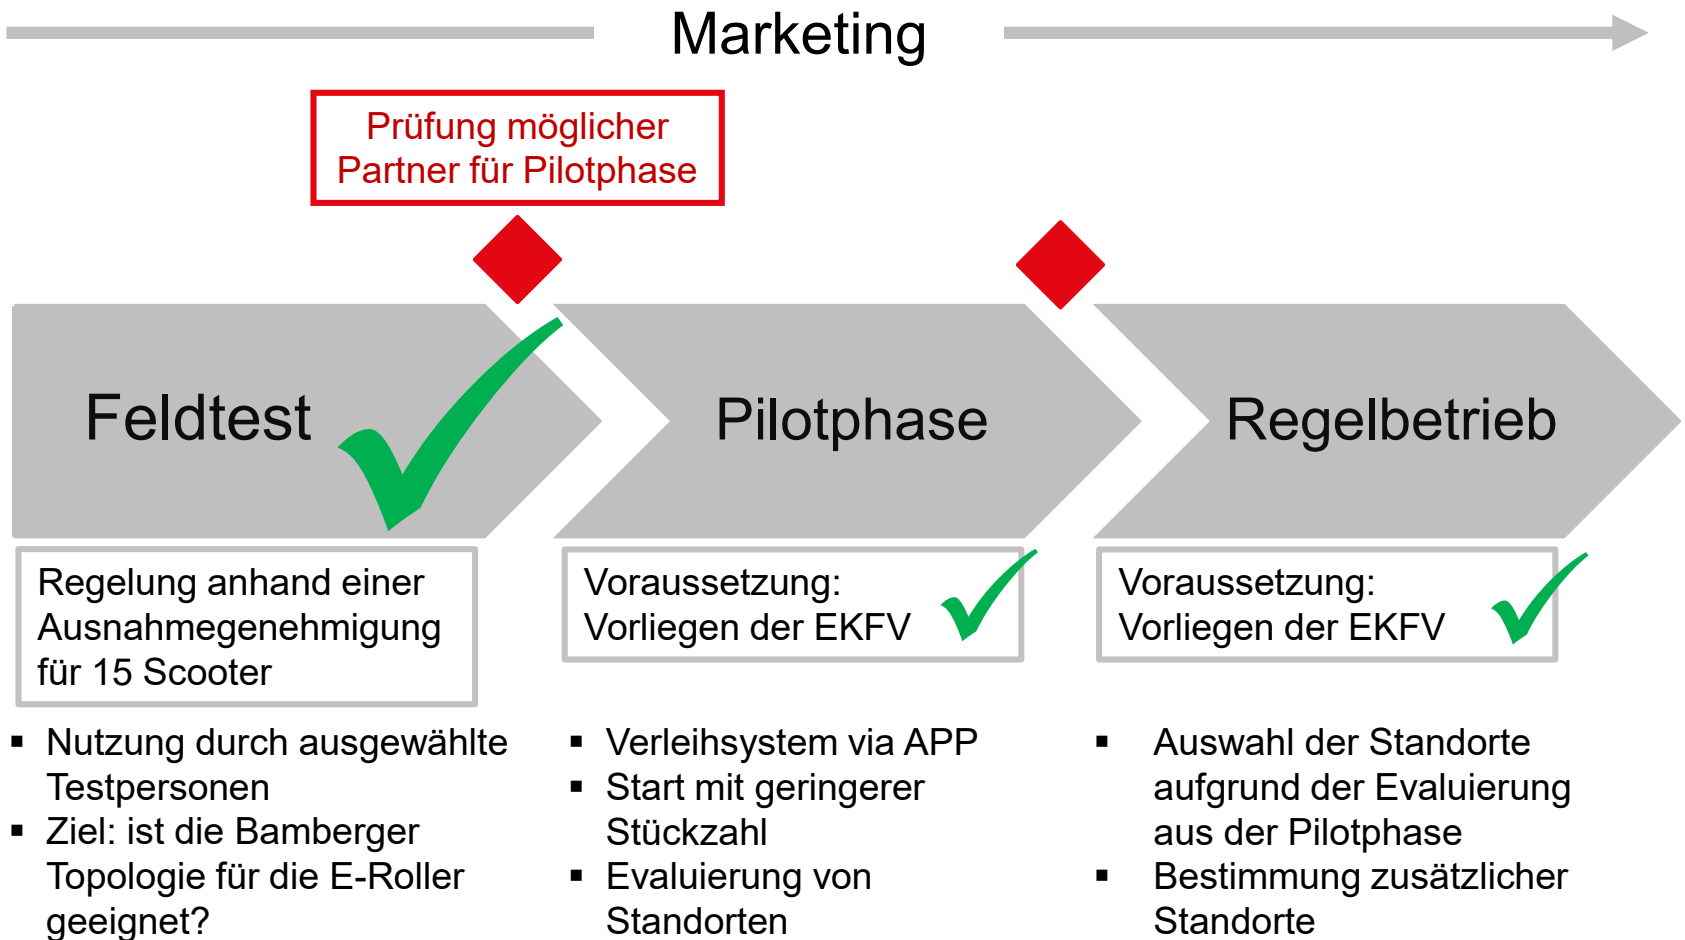 Marketing
Prüfung möglicher
Partner für Pilotphase
Feldtest
Pilotphase
Regelbetrieb
Regelung anhand einer
Ausnahmegenehmigung
für 15 Scooter
Voraussetzung:
Vorliegen der EKFV
Voraussetzung:
Vorliegen der EKFV
▪ Nutzung durch ausgewählte
Testpersonen
▪ Ziel: ist die Bamberger
Topologie für die E-Roller
geeignet?
▪ Verleihsystem via APP
▪ Start mit geringerer
Stückzahl
▪ Evaluierung von
Standorten
▪ Auswahl der Standorte
aufgrund der Evaluierung
aus der Pilotphase
▪ Bestimmung zusätzlicher
Standorte